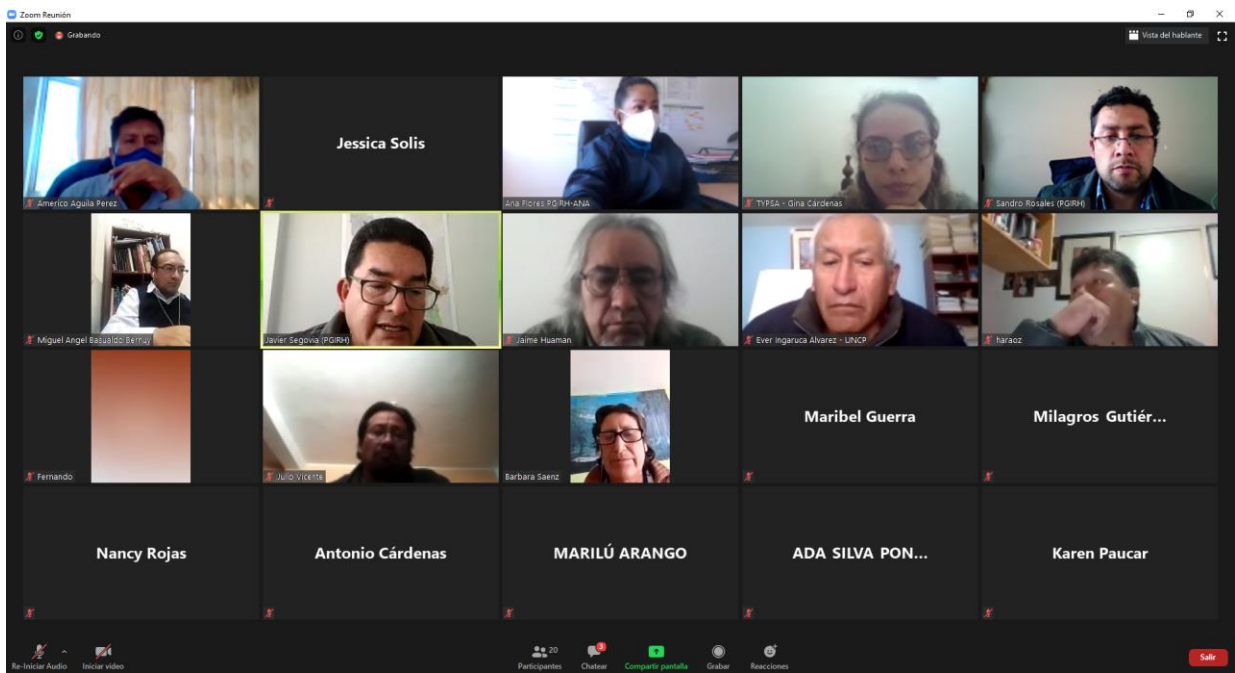 Zoom Reunión
Grabando
Vista del hablante
Americo Aguila Perez
Jessica Solis
Ana Flores PGIRH-ANA
TYPSA - Gina Cárdenas
Sandro Rosales (PGIRH)
Miguel Angel Basualdo Bernuy
Javier Segovia (PGIRH)
Jaime Huaman
Ever Ingaruca Alvarez - UNCP
haraoz
Fernando
Julio Vicente
Barbara Saenz
Maribel Guerra
Milagros Gutiér...
Nancy Rojas
Antonio Cárdenas
MARILÚ ARANGO
ADA SILVA PON...
Karen Paucar
Re-Iniciar Audio
Iniciar video
20
Participantes
3
Chatear
Compartir pantalla
Grabar
Reacciones
Salir